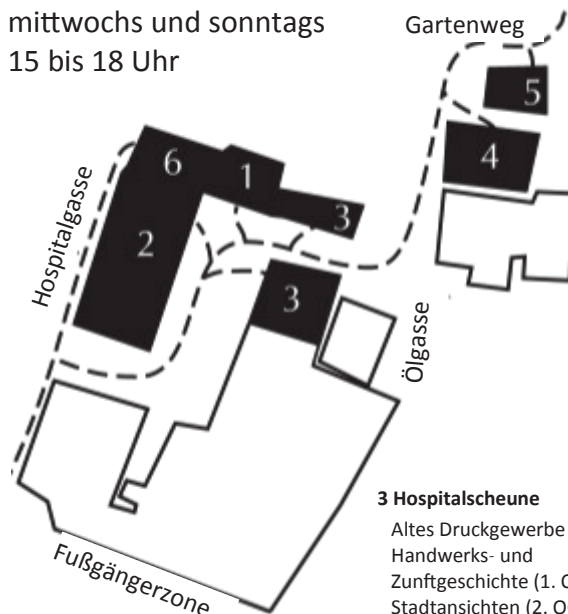 mittwochs und sonntags
15 bis 18 Uhr
Gartenweg
5
4
6
1
3
2
3
Hospitalgasse
Ölgasse
Fußgängerzone
3 Hospitalscheune
Altes Druckgewerbe
Handwerks- und
Zunftgeschichte (1.
Stadtansichten (2.